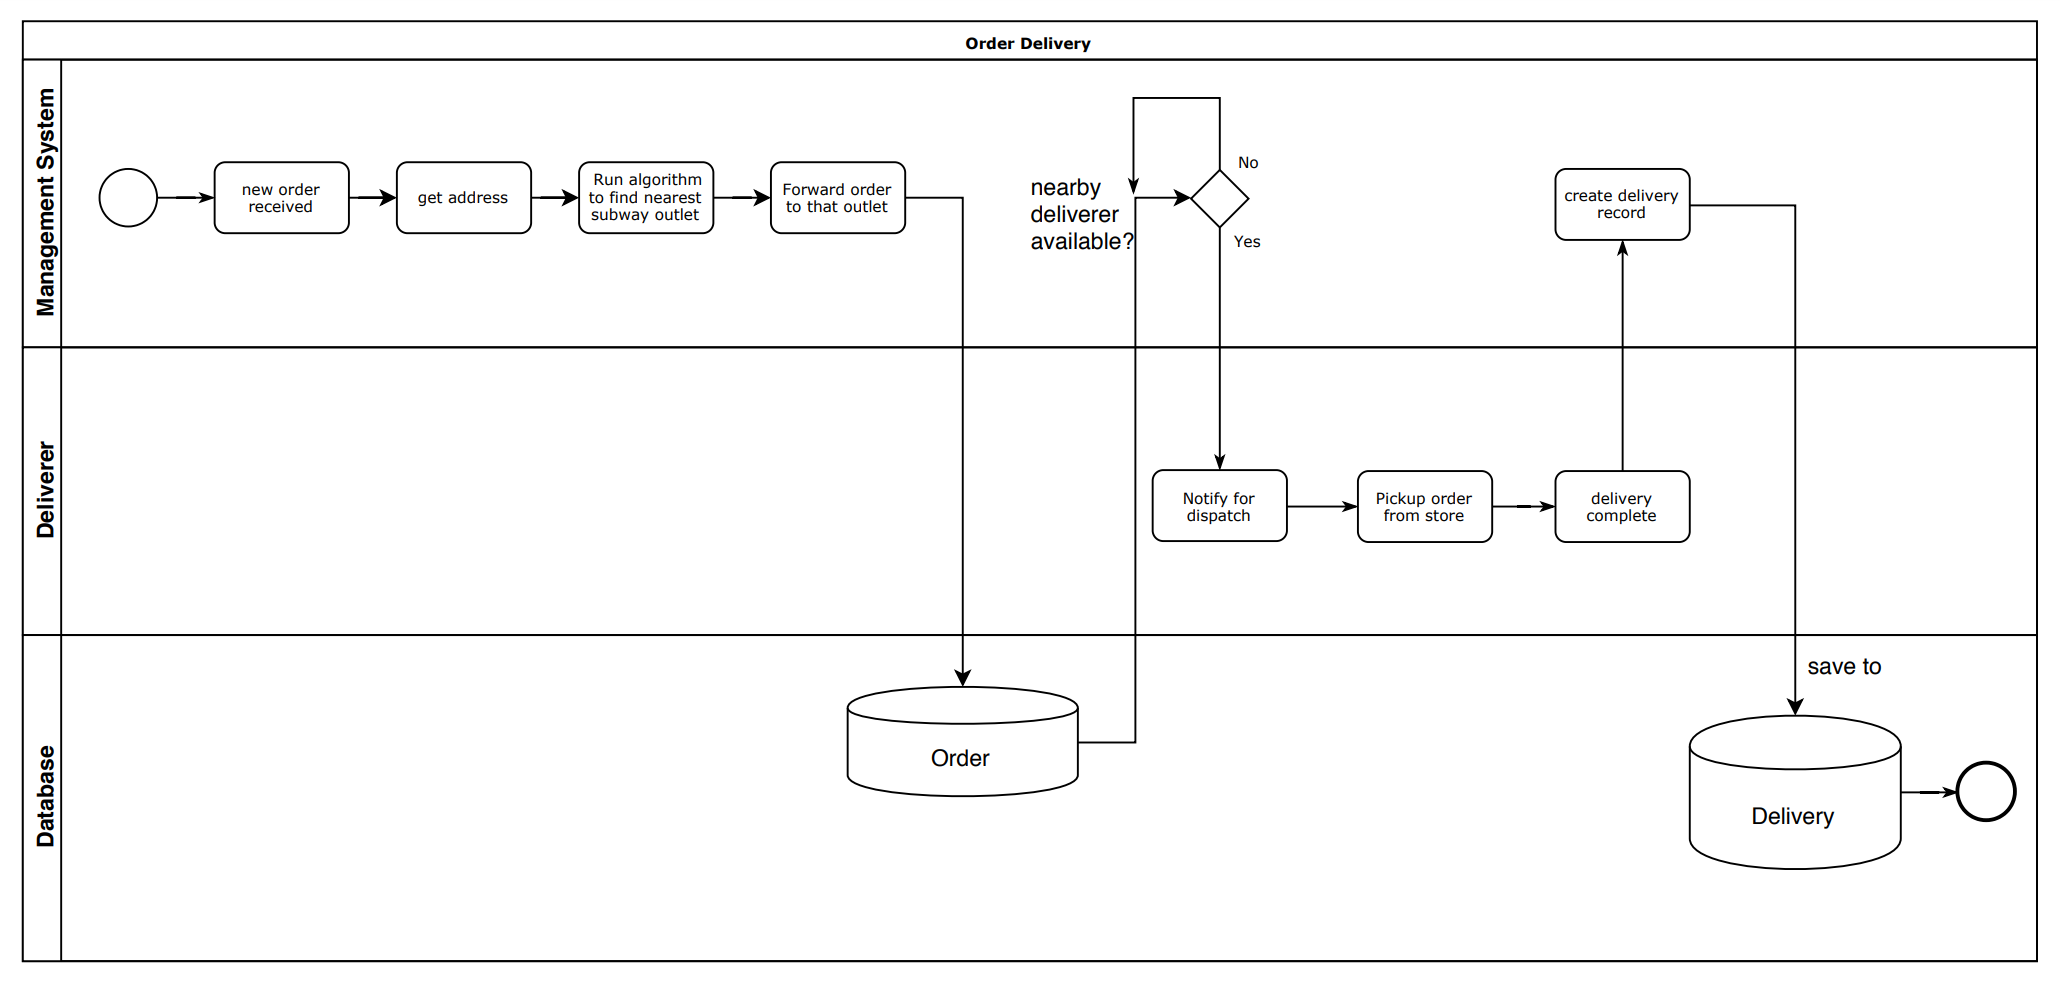 Order Delivery
Management System
new order
received
get address
Run algorithm
to find nearest
subway outlet
Forward order
to that outlet
nearby
deliverer
available?
No
Yes
create delivery
record
Deliverer
Notify for
dispatch
Pickup order
from store
delivery
complete
Database
Order
save to
Delivery